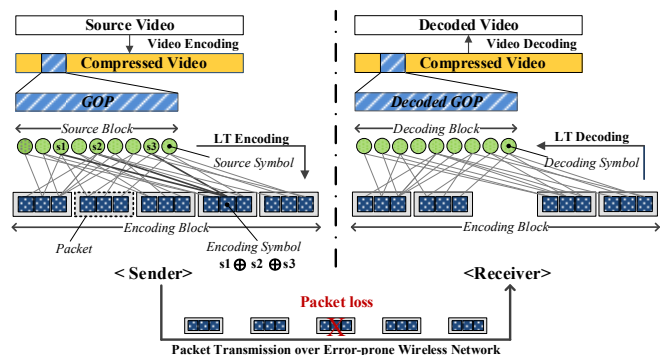 Source Video
Video Encoding
Compressed Video
GOP
Source Block
LT Encoding
s1
s2
s3
Source Symbol
Encoding Block
Packet
Encoding Symbol
s1 ⊕ s2 ⊕ s3
< Sender>
Decoded Video
Video Decoding
Compressed Video
Decoded GOP
Decoding Block
LT Decoding
Decoding Symbol
Encoding Block
<Receiver>
Packet loss
X
Packet Transmission over Error-prone Wireless Network